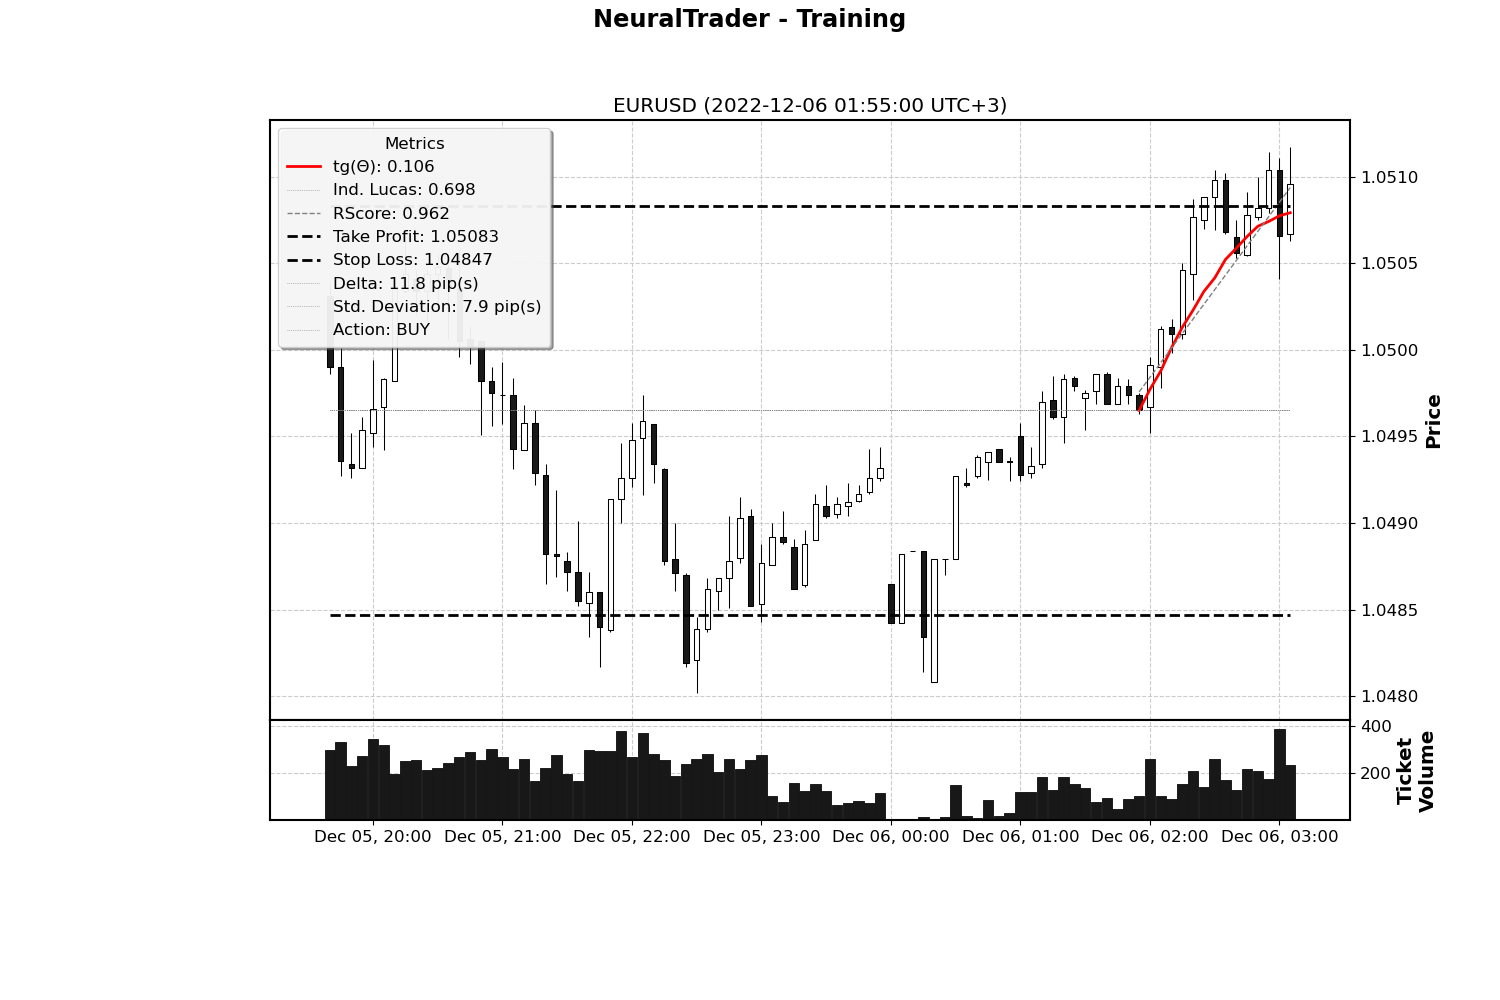 NeuralTrader - Training
EURUSD (2022-12-06 01:55:00 UTC+3)
Metrics
tg(Θ): 0.106
Ind. Lucas: 0.698
RScore: 0.962
Take Profit: 1.05083
Stop Loss: 1.04847
Delta: 11.8 pip(s)
Std. Deviation: 7.9 pip(s)
Action: BUY
1.0510
1.0505
1.0500
1.0495
1.0490
1.0485
1.0480
Price
400
200
Ticket
Volume
Dec 05, 20:00
Dec 05, 21:00
Dec 05, 22:00
Dec 05, 23:00
Dec 06, 00:00
Dec 06, 01:00
Dec 06, 02:00
Dec 06, 03:00